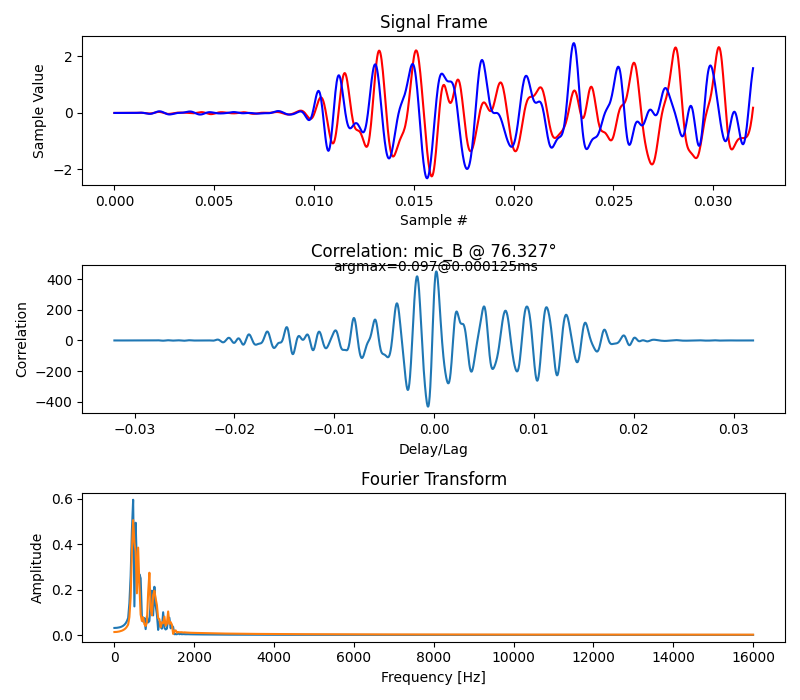 Signal Frame
2
0
−2
Sample Value
0.000 0.005 0.010 0.015 0.020 0.025 0.030
Sample #
Correlation: mic_B @ 76.327°
argmax=0.097@0.000125ms
400
200
0
−200
−400
Correlation
−0.03 −0.02 −0.01 0.00 0.01 0.02 0.03
Delay/Lag
Fourier Transform
0.6
0.4
0.2
0.0
Amplitude
0 2000 4000 6000 8000 10000 12000 14000 16000
Frequency [Hz]